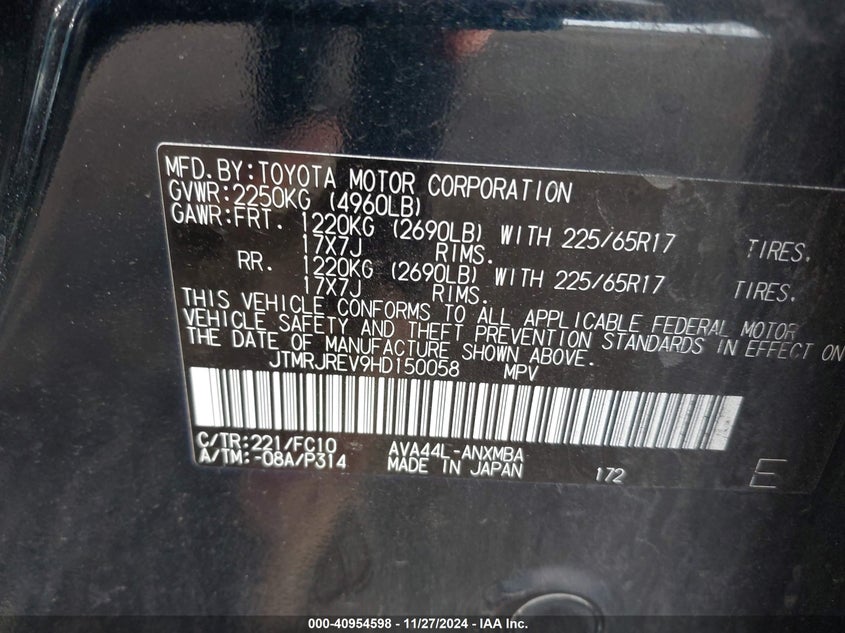 MFD.BY:TOYOTA MOTOR CORPORATION
GVWR:2250KG (4960LB)
GAWR:FRT. 1220KG (2690LB) WITH 225/65R17 TIRES.
17X7J RIMS.
RR. 1220KG (2690LB) WITH 225/65R17 TIRES.
17X7J RIMS.
THIS VEHICLE CONFORMS TO ALL APPLICABLE FEDERAL MOTOR
VEHICLE SAFETY AND THEFT PREVENTION STANDARDS IN EFFECT ON
THE DATE OF MANUFACTURE SHOWN ABOVE.
JTMRJREV9HD150058 MPV
C/TR:221/FC10 AVA44L-ANXMBA
A/TM:-08A/P314 MADE IN JAPAN 172 E
000-40954598 - 11/27/2024 - IAA Inc.